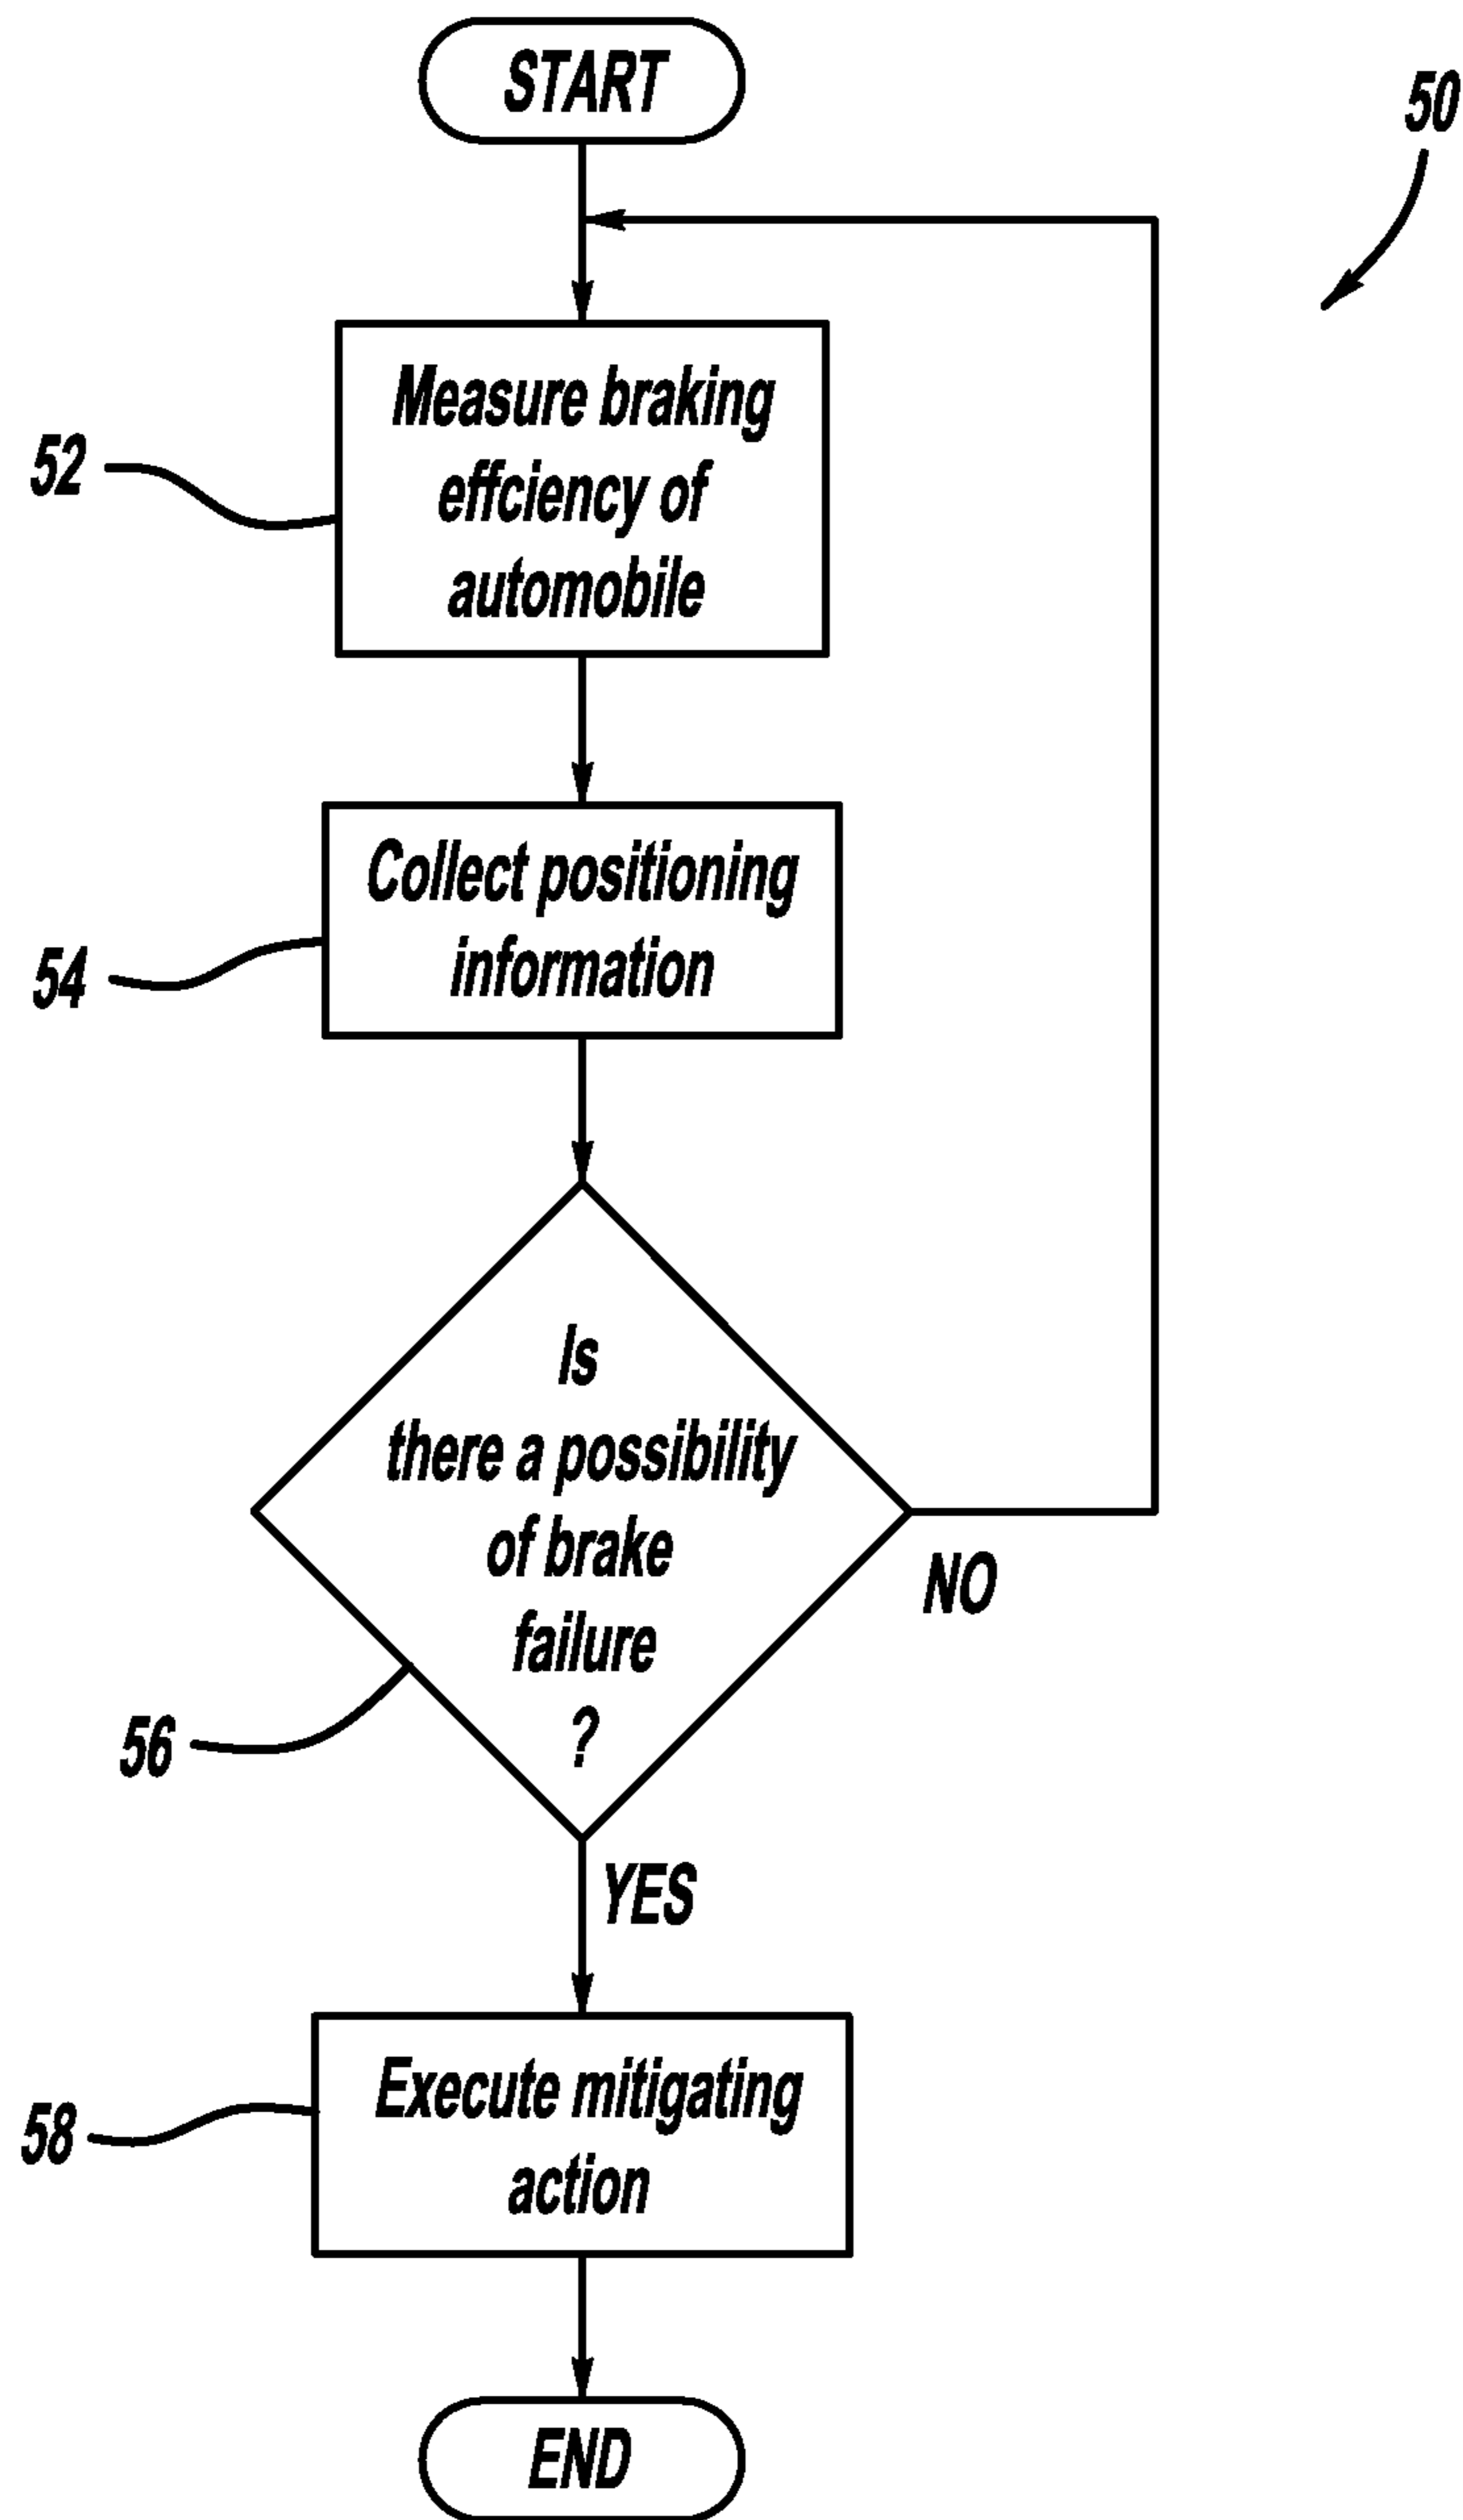 START
50
Measure braking
effciency of
automobile
52
Collect positioning
information
54
Is
there a possibility
of brake
failure
?
NO
56
YES
Execute mitigating
action
58
END